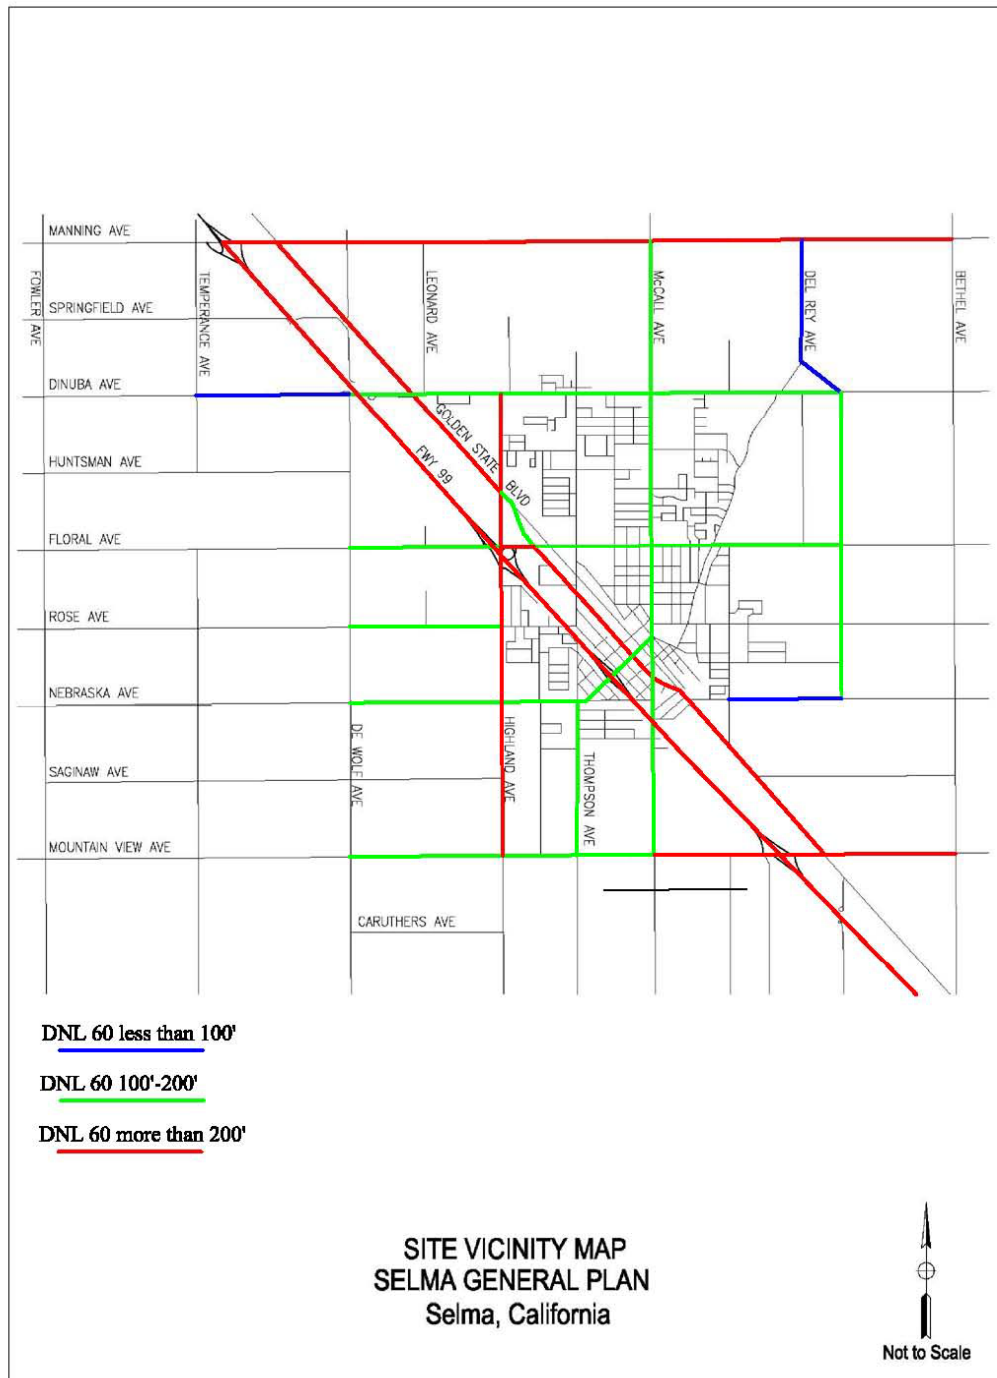 MANNING AVE
FOWLER AVE
TEMPERANCE AVE
LEONARD AVE
McCALL AVE
DEL REY AVE
BETHEL AVE
SPRINGFIELD AVE
DINUBA AVE
GOLDEN STATE BLVD
FWY 99
HUNTSMAN AVE
FLORAL AVE
ROSE AVE
NEBRASKA AVE
DE WOLF AVE
HIGHLAND AVE
THOMPSON AVE
SAGINAW AVE
MOUNTAIN VIEW AVE
CARUTHERS AVE
DNL 60 less than 100'
DNL 60 100'-200'
DNL 60 more than 200'
SITE VICINITY MAP
SELMA GENERAL PLAN
Selma, California
Not to Scale